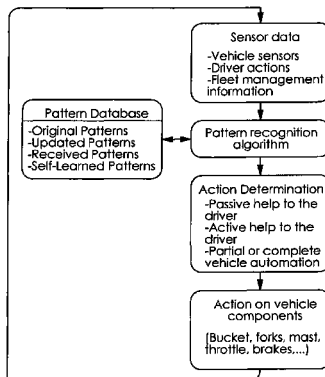 Sensor data
-Vehicle sensors
-Driver actions
-Fleet management
information
Pattern Database
-Original Patterns
-Updated Patterns
-Received Patterns
-Self-Learned Patterns
Pattern recognition
algorithm
Action Determination
-Passive help to the
driver
-Active help to the
driver
-Partial or complete
vehicle automation
Action on vehicle
components
(Bucket, forks, mast,
throttle, brakes,...)